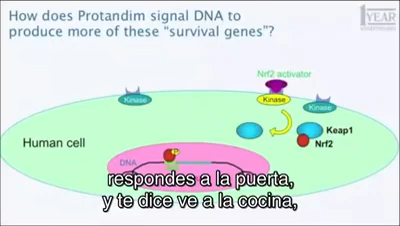 How does Protandim signal DNA to
produce more of these “survival genes”?
1 YEAR
Nrf2 activator
Kinase
Kinase
Kinase
Keap1
Nrf2
Human cell
DNA
respondes a la puerta,
y te dice ve a la cocina,